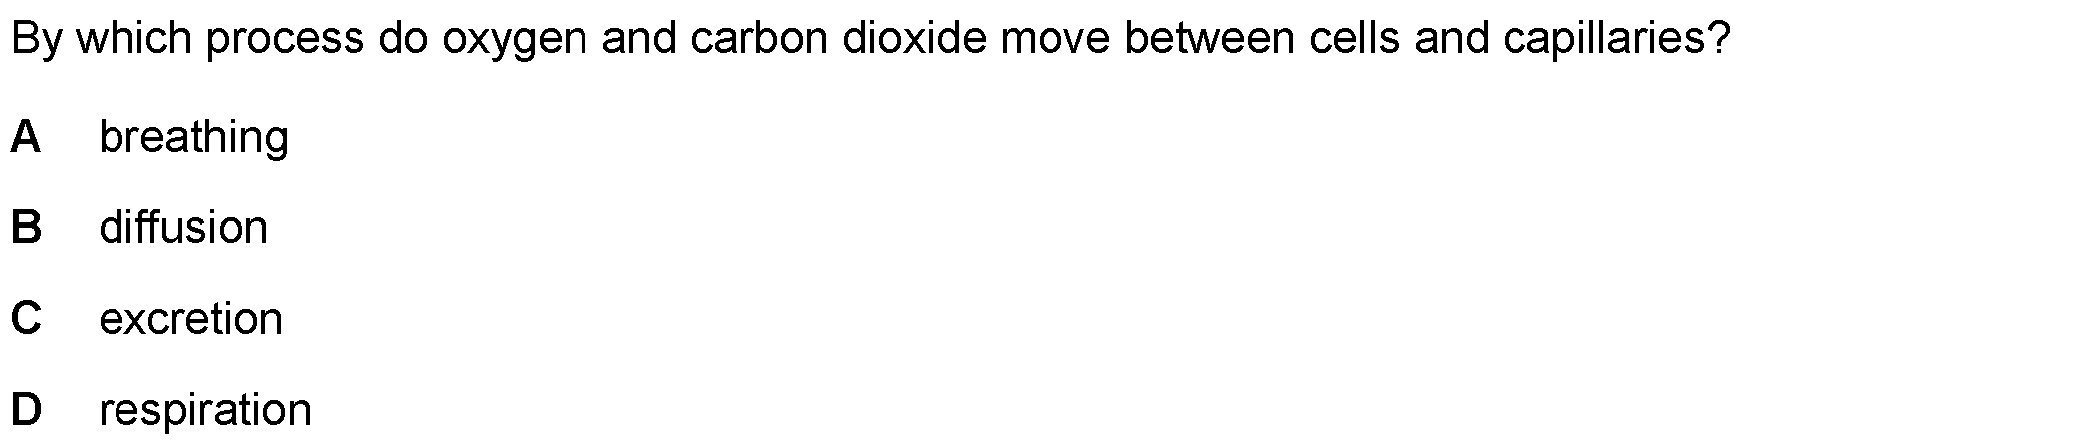 By which process do oxygen and carbon dioxide move between cells and capillaries?
A breathing
B diffusion
C excretion
D respiration